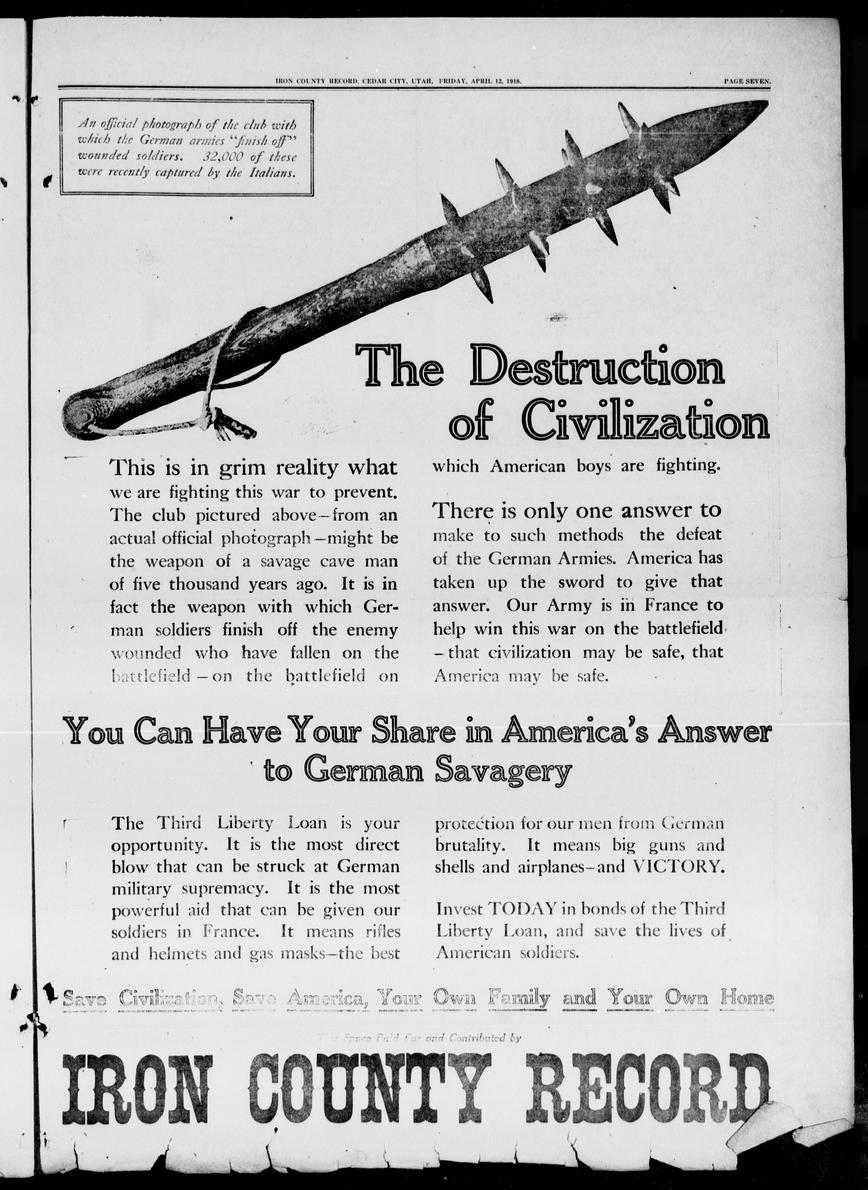 IRON COUNTY RECORD, CEDAR CITY, UTAH, FRIDAY, APRIL 12, 1918.
PAGE SEVEN.
An official photograph of the club with
which the German armies "finish off"
wounded soldiers. 32,000 of these
were recently captured by the Italians.
The Destruction
of Civilization
This is in grim reality what
we are fighting this war to prevent.
The club pictured above—from an
actual official photograph—might be
the weapon of a savage cave man
of five thousand years ago. It is in
fact the weapon with which Ger-
man soldiers finish off the enemy
wounded who have fallen on the
battlefield—on the battlefield on
which American boys are fighting.
There is only one answer to
make to such methods the defeat
of the German Armies. America has
taken up the sword to give that
answer. Our Army is in France to
help win this war on the battlefield
—that civilization may be safe, that
America may be safe.
You Can Have Your Share in America's Answer
to German Savagery
The Third Liberty Loan is your
opportunity. It is the most direct
blow that can be struck at German
military supremacy. It is the most
powerful aid that can be given our
soldiers in France. It means rifles
and helmets and gas masks—the best
protection for our men from German
brutality. It means big guns and
shells and airplanes—and VICTORY.
Invest TODAY in bonds of the Third
Liberty Loan, and save the lives of
American soldiers.
Save Civilization, Save America, Your Own Family and Your Own Home
Space Paid For and Contributed by
IRON COUNTY RECORD